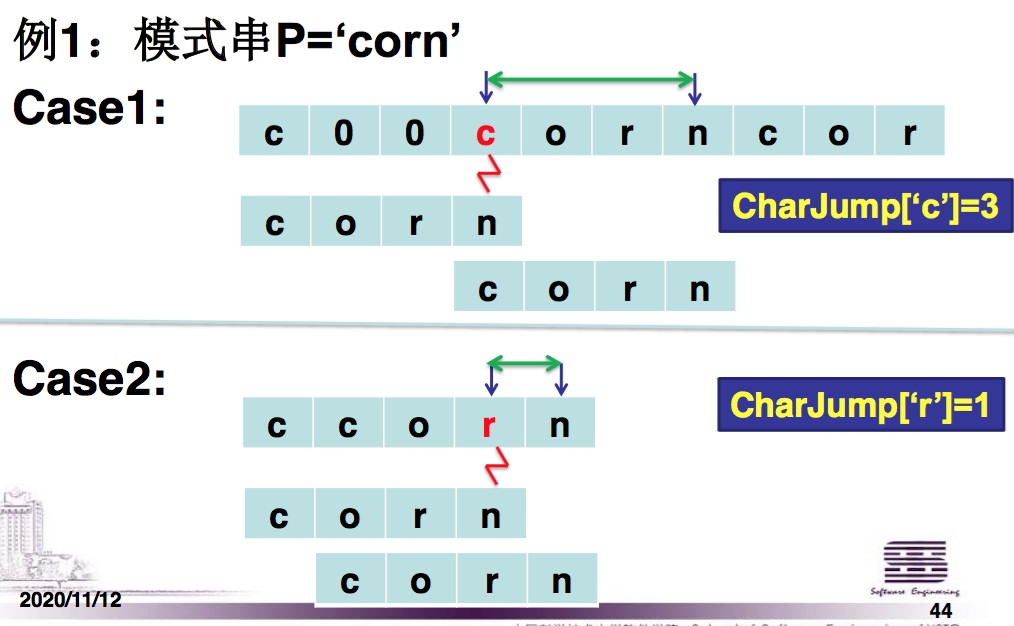 例1：模式串P=‘corn’
Case1:
c 0 0 c o r n c o r
c o r n
CharJump[‘c’]=3
c o r n
Case2:
CharJump[‘r’]=1
c c o r n
c o r n
c o r n
Software Engineering
2020/11/12
44